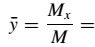 ȳ = Mₓ / M =